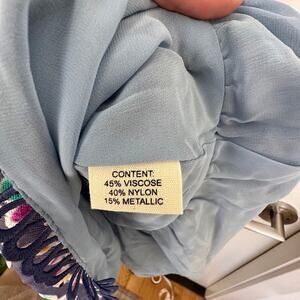 CONTENT:
45% VISCOSE
40% NYLON
15% METALLIC